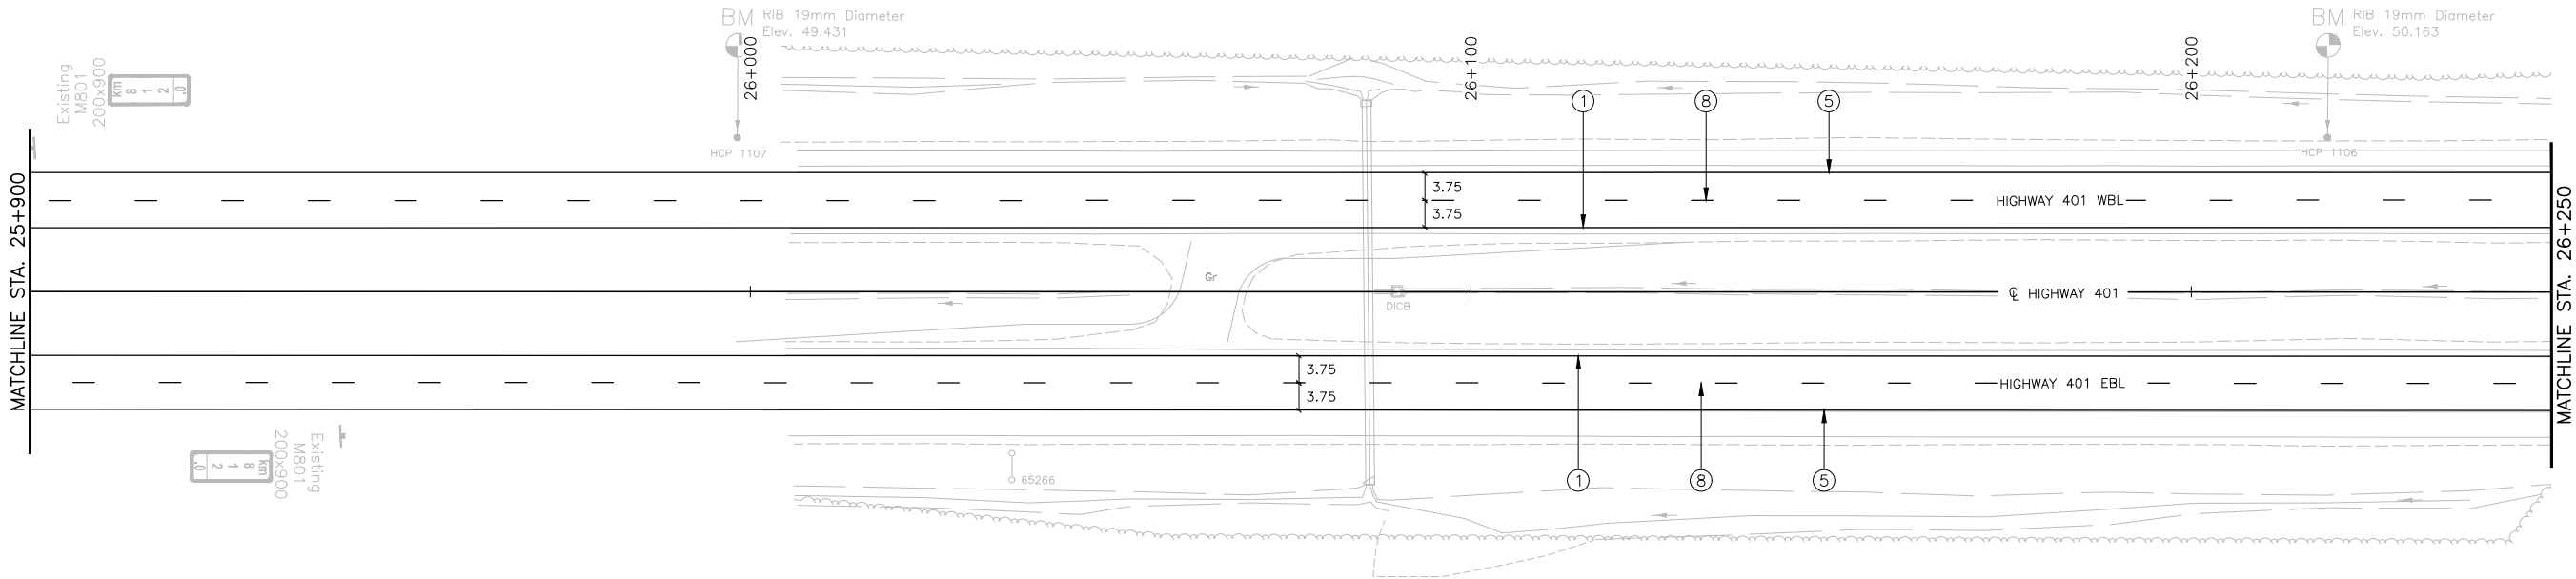 BM RIB 19mm Diameter
Elev. 49.431
BM RIB 19mm Diameter
Elev. 50.163
26+000
26+100
26+200
Existing
M801
200x900
km
8
1
2
.0
HCP 1107
HCP 1106
1
8
5
MATCHLINE STA. 25+900
MATCHLINE STA. 26+250
3.75
3.75
HIGHWAY 401 WBL
Gr
DICB
℄ HIGHWAY 401
3.75
3.75
HIGHWAY 401 EBL
Existing
M801
200x900
km
8
1
2
.0
65266
1
8
5